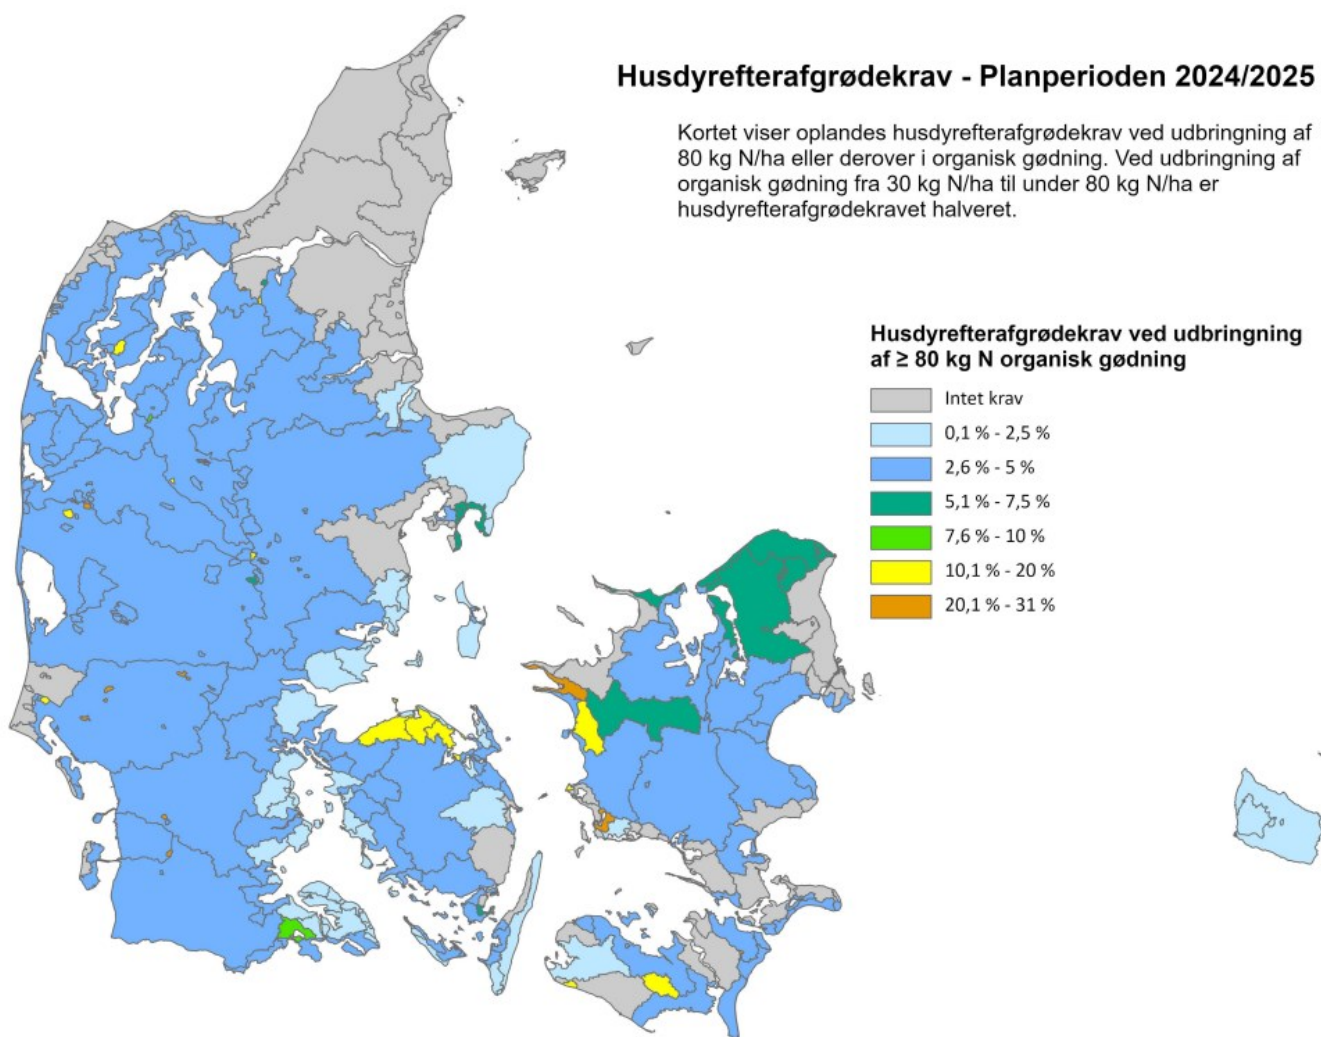 Husdyrefterafgrødekrav - Planperioden 2024/2025
Kortet viser oplandes husdyrefterafgrødekrav ved udbringning af
80 kg N/ha eller derover i organisk gødning. Ved udbringning af
organisk gødning fra 30 kg N/ha til under 80 kg N/ha er
husdyrefterafgrødekravet halveret.
Husdyrefterafgrødekrav ved udbringning
af ≥ 80 kg N organisk gødning
Intet krav
0,1 % - 2,5 %
2,6 % - 5 %
5,1 % - 7,5 %
7,6 % - 10 %
10,1 % - 20 %
20,1 % - 31 %